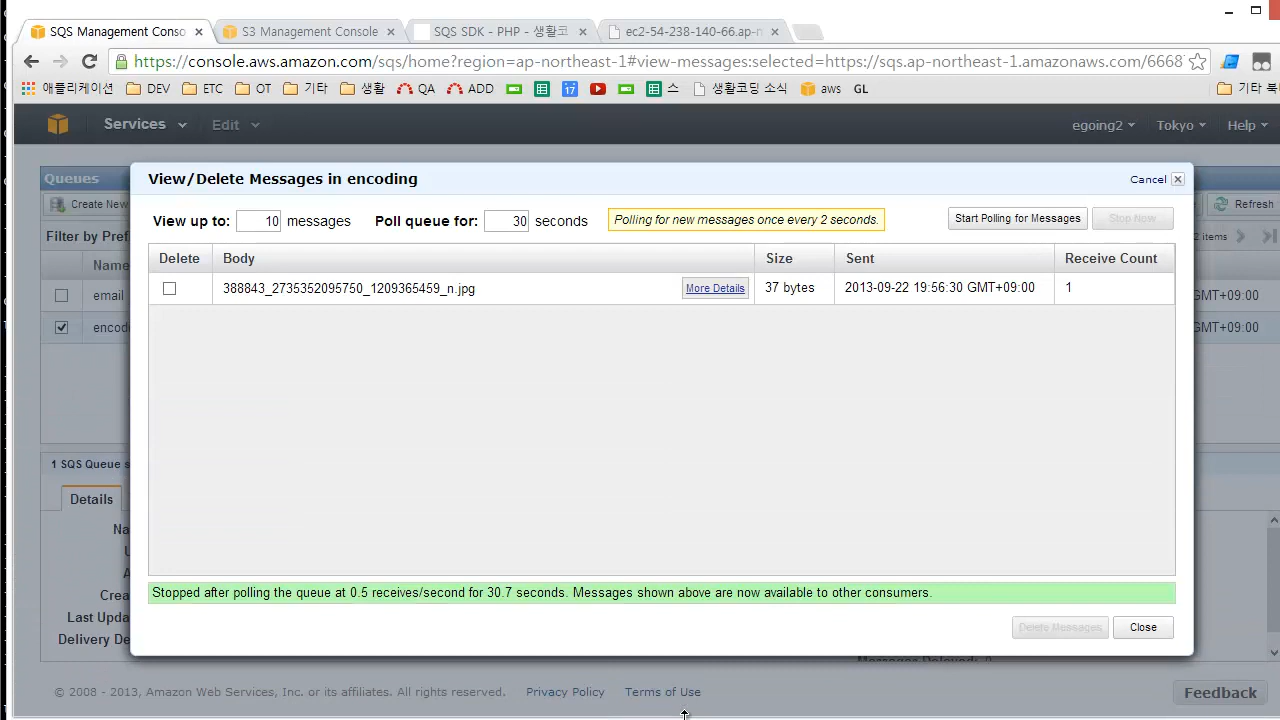 SQS Management Conso
S3 Management Console
SQS SDK - PHP - 생활코
ec2-54-238-140-66.ap-n
https://console.aws.amazon.com/sqs/home?region=ap-northeast-1#view-messages:selected=https://sqs.ap-northeast-1.amazonaws.com/6668
애플리케이션 DEV ETC OT 기타 생활 QA ADD 17 스 생활코딩 소식 aws GL 기타 북
Services Edit egoing2 Tokyo Help
Queues
View/Delete Messages in encoding Cancel
Create New
Refresh
View up to: 10 messages Poll queue for: 30 seconds Polling for new messages once every 2 seconds. Start Polling for Messages Stop Now
Filter by Pref
2 items
Delete Body Size Sent Receive Count
Name
388843_2735352095750_1209365459_n.jpg More Details 37 bytes 2013-09-22 19:56:30 GMT+09:00 1
email GMT+09:00
encod GMT+09:00
1 SQS Queue s
Details
Na
U
A
Crea
Last Upda
Delivery De
Stopped after polling the queue at 0.5 receives/second for 30.7 seconds. Messages shown above are now available to other consumers.
Delete Messages Close
Messages Delayed: 0
© 2008 - 2013, Amazon Web Services, Inc. or its affiliates. All rights reserved. Privacy Policy Terms of Use Feedback